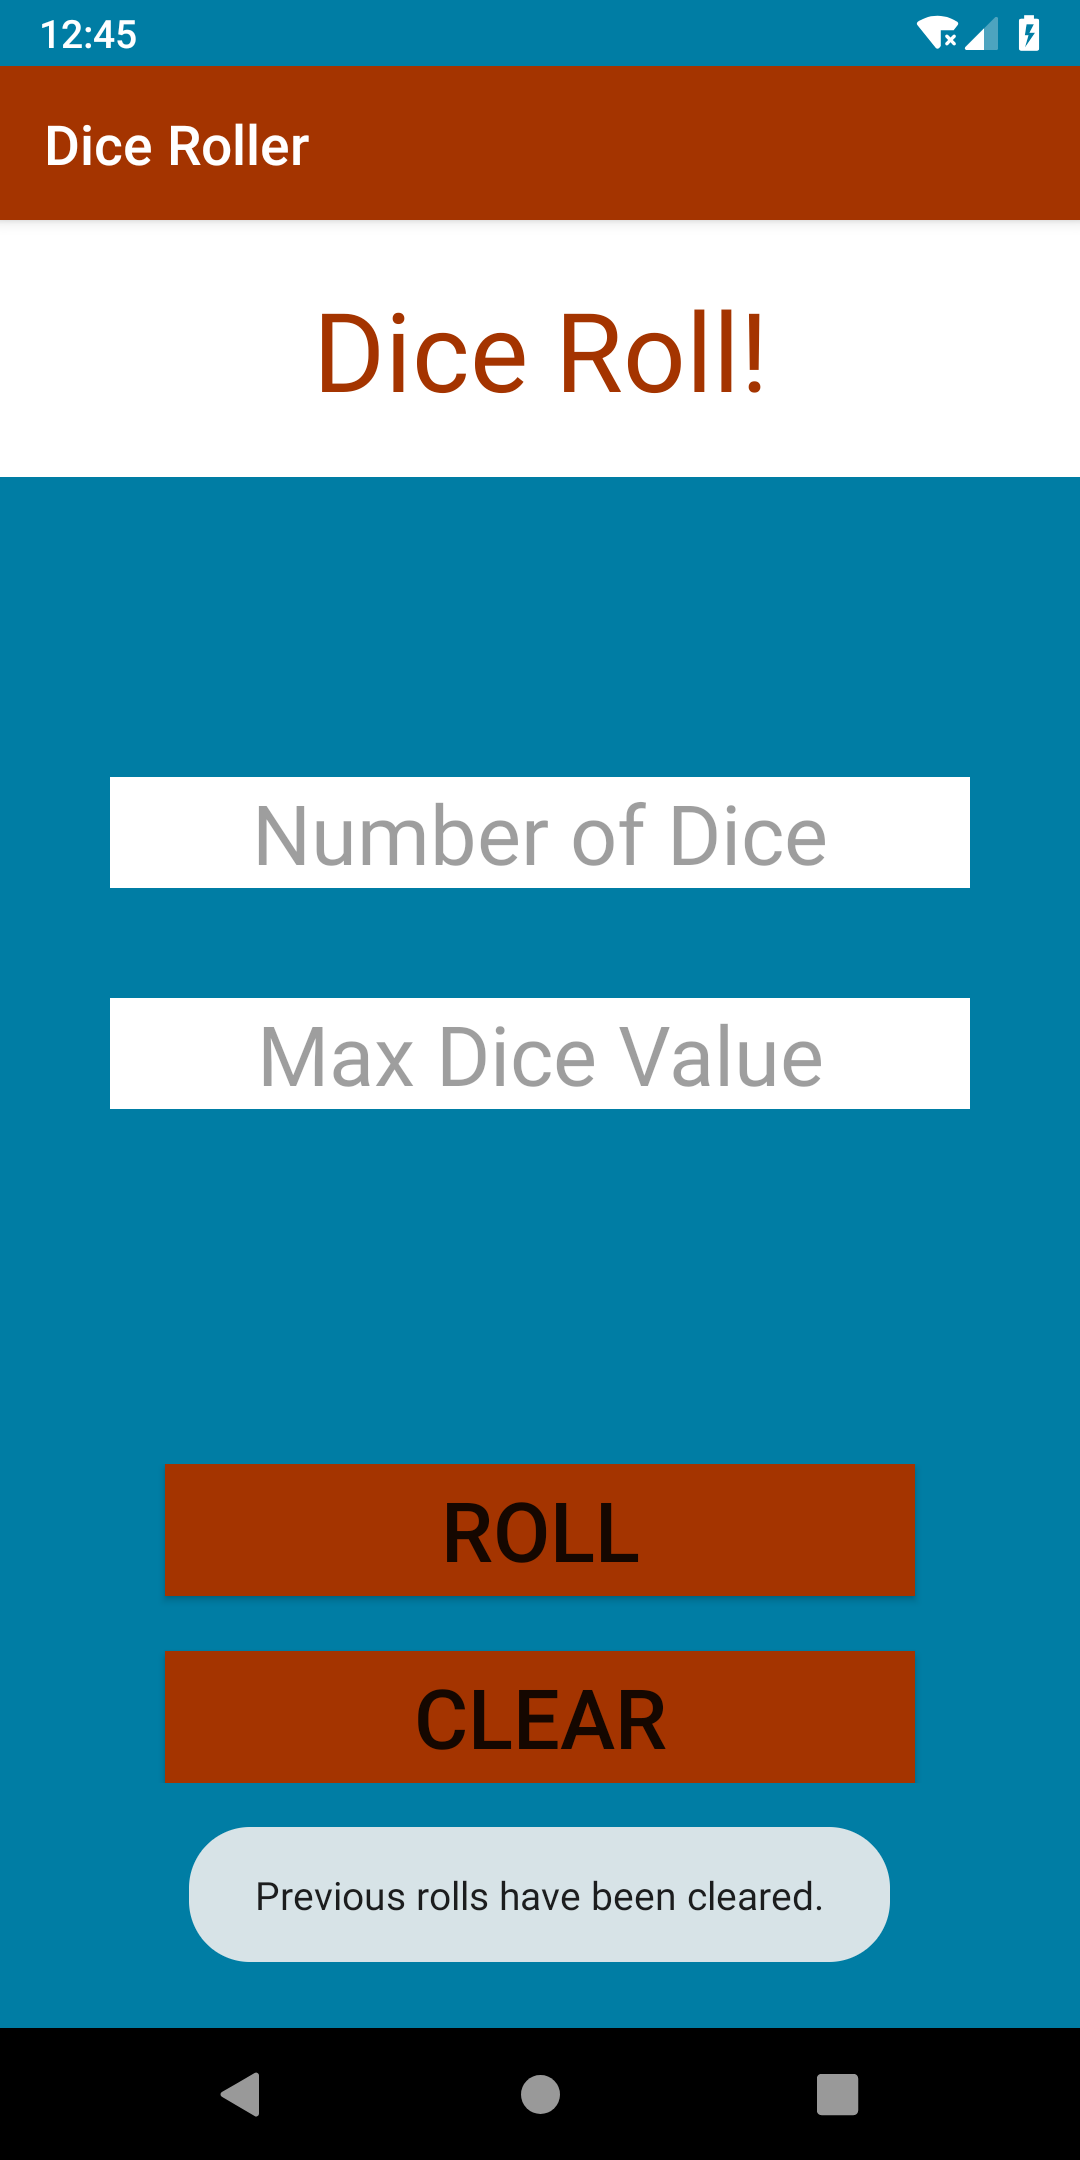 12:45
Dice Roller
Dice Roll!
Number of Dice
Max Dice Value
ROLL
CLEAR
Previous rolls have been cleared.